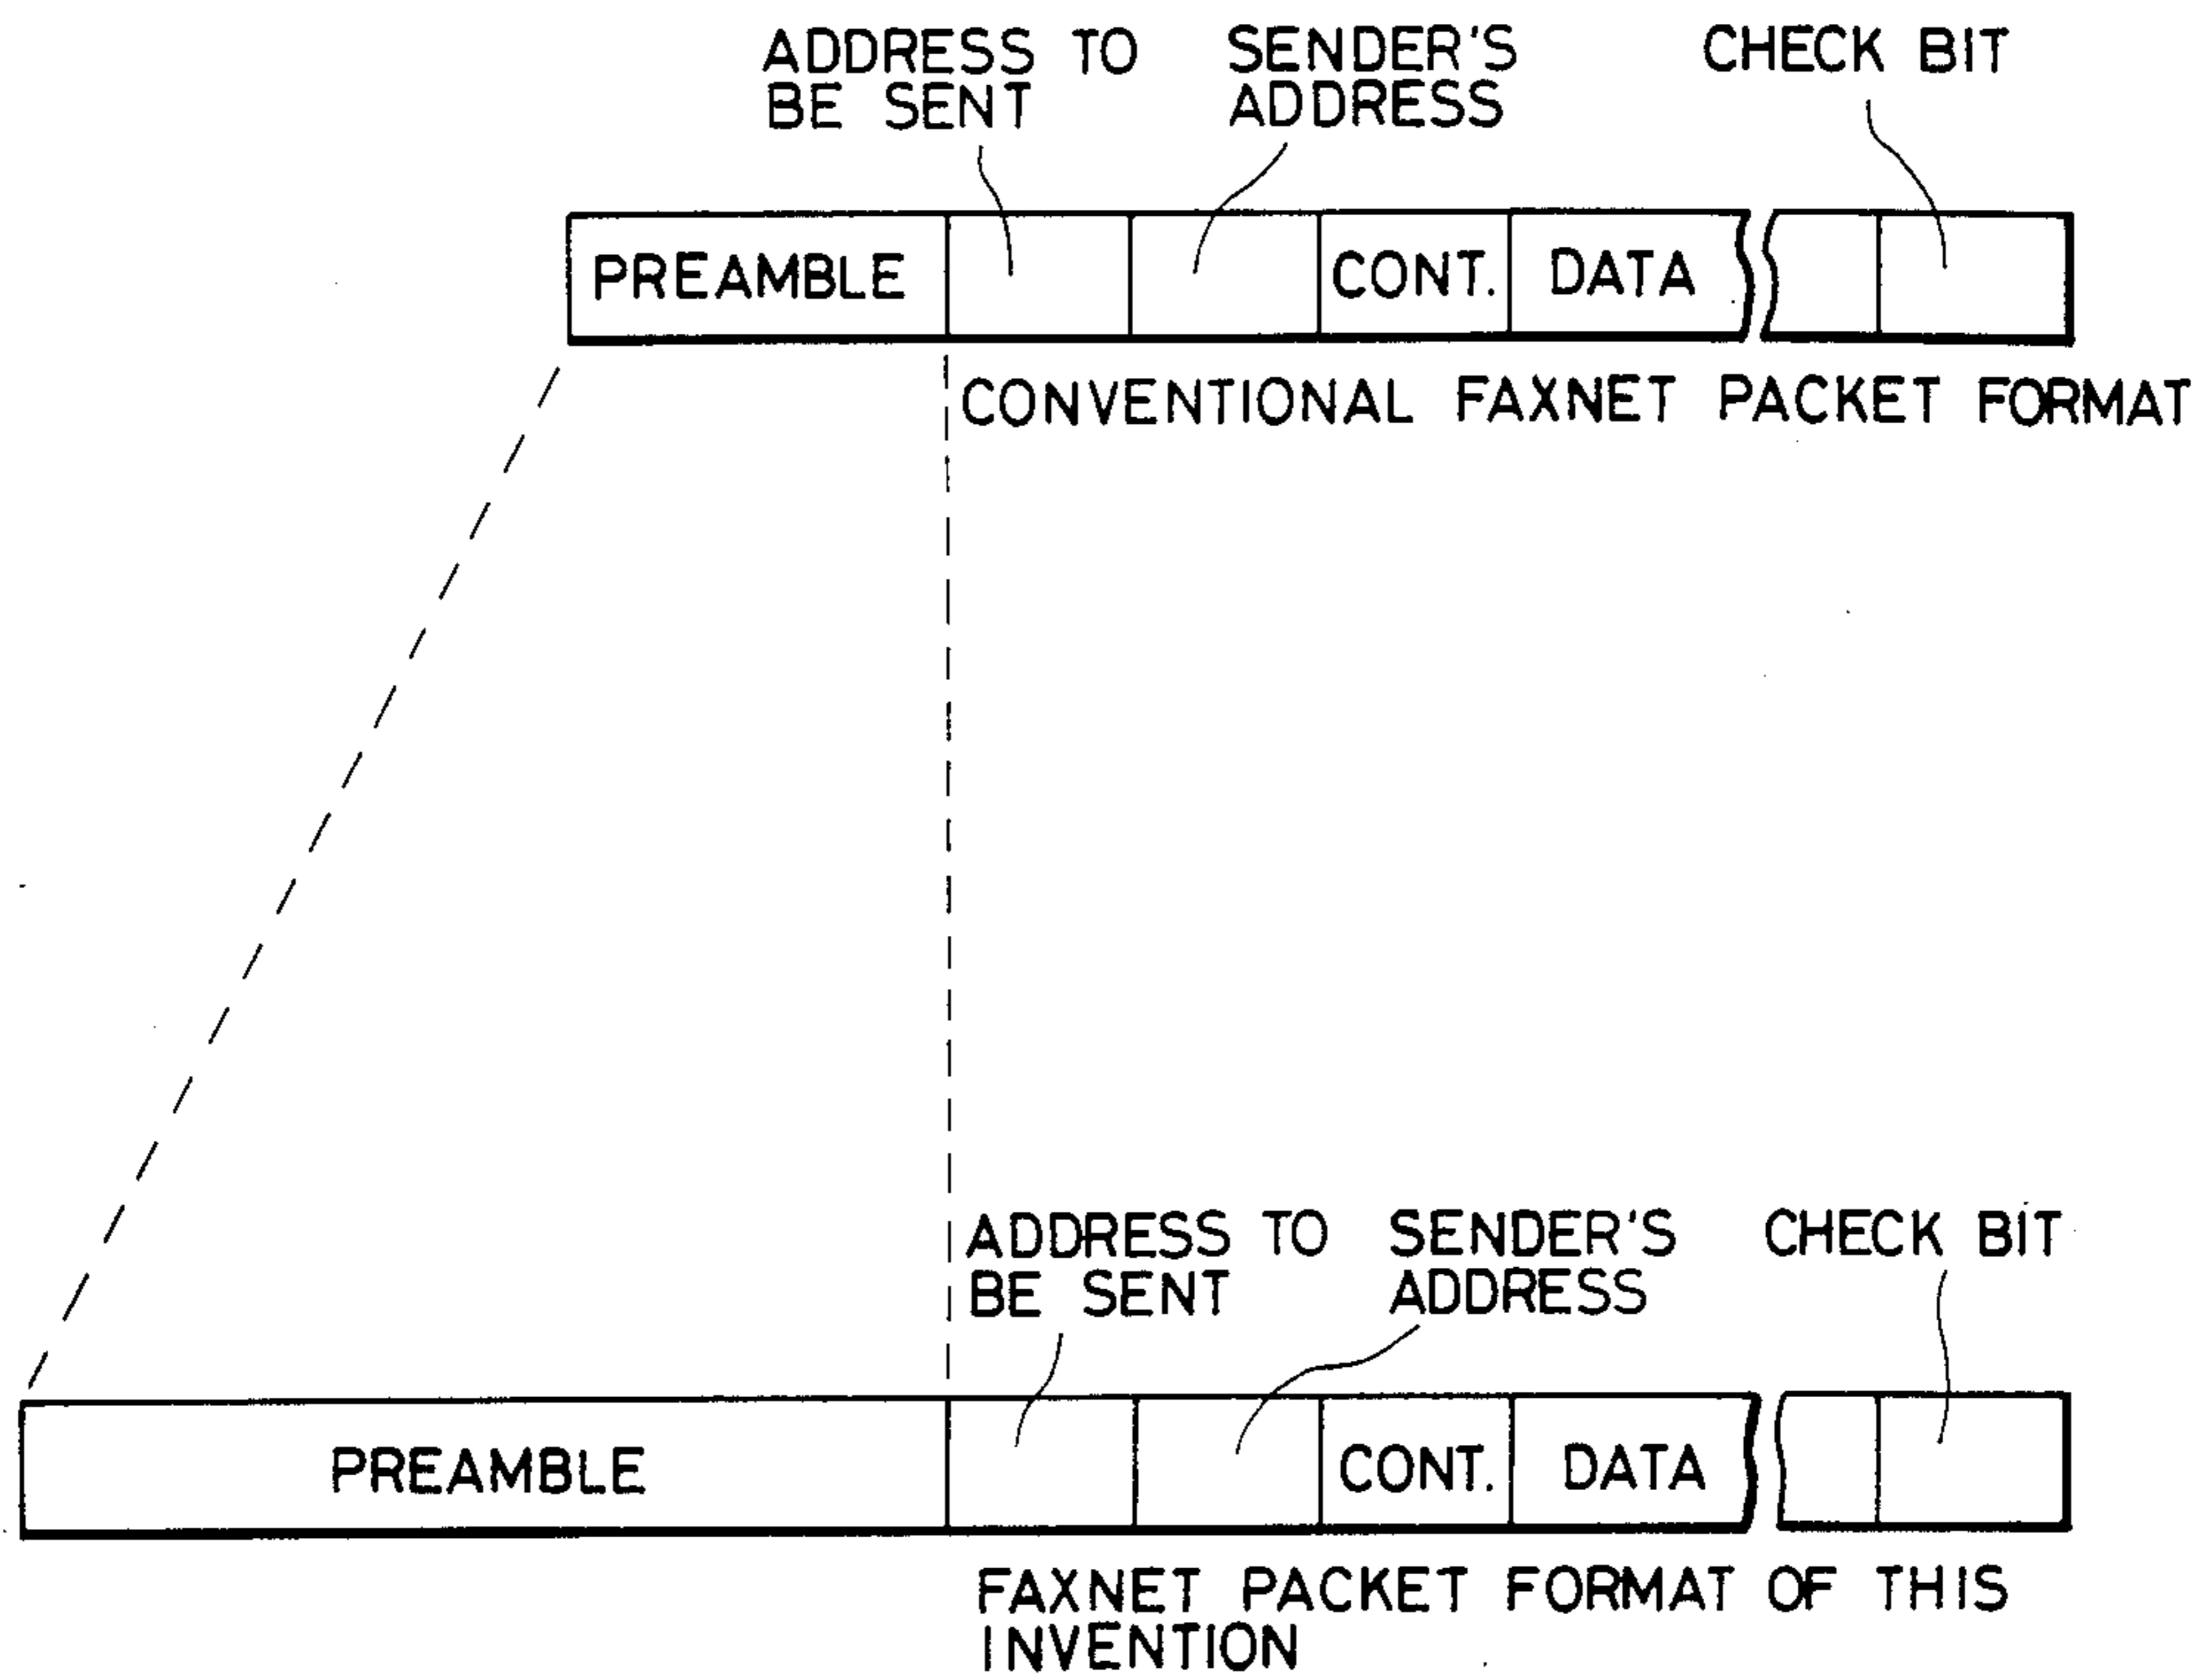 ADDRESS TO
BE SENT
SENDER'S
ADDRESS
CHECK BIT
PREAMBLE
CONT.
DATA
CONVENTIONAL FAXNET PACKET FORMAT
ADDRESS TO
BE SENT
SENDER'S
ADDRESS
CHECK BIT
PREAMBLE
CONT.
DATA
FAXNET PACKET FORMAT OF THIS
INVENTION